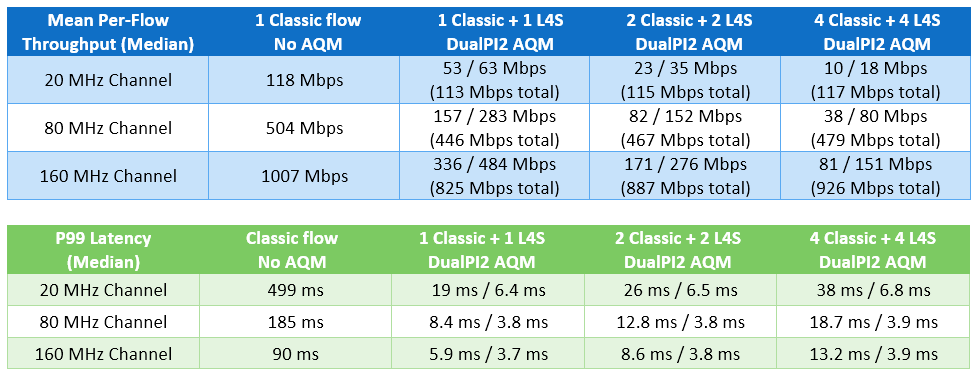 Mean Per-Flow Throughput (Median) | 1 Classic flow No AQM | 1 Classic + 1 L4S DualPI2 AQM | 2 Classic + 2 L4S DualPI2 AQM | 4 Classic + 4 L4S DualPI2 AQM
20 MHz Channel | 118 Mbps | 53 / 63 Mbps (113 Mbps total) | 23 / 35 Mbps (115 Mbps total) | 10 / 18 Mbps (117 Mbps total)
80 MHz Channel | 504 Mbps | 157 / 283 Mbps (446 Mbps total) | 82 / 152 Mbps (467 Mbps total) | 38 / 80 Mbps (479 Mbps total)
160 MHz Channel | 1007 Mbps | 336 / 484 Mbps (825 Mbps total) | 171 / 276 Mbps (887 Mbps total) | 81 / 151 Mbps (926 Mbps total)
P99 Latency (Median) | Classic flow No AQM | 1 Classic + 1 L4S DualPI2 AQM | 2 Classic + 2 L4S DualPI2 AQM | 4 Classic + 4 L4S DualPI2 AQM
20 MHz Channel | 499 ms | 19 ms / 6.4 ms | 26 ms / 6.5 ms | 38 ms / 6.8 ms
80 MHz Channel | 185 ms | 8.4 ms / 3.8 ms | 12.8 ms / 3.8 ms | 18.7 ms / 3.9 ms
160 MHz Channel | 90 ms | 5.9 ms / 3.7 ms | 8.6 ms / 3.8 ms | 13.2 ms / 3.9 ms